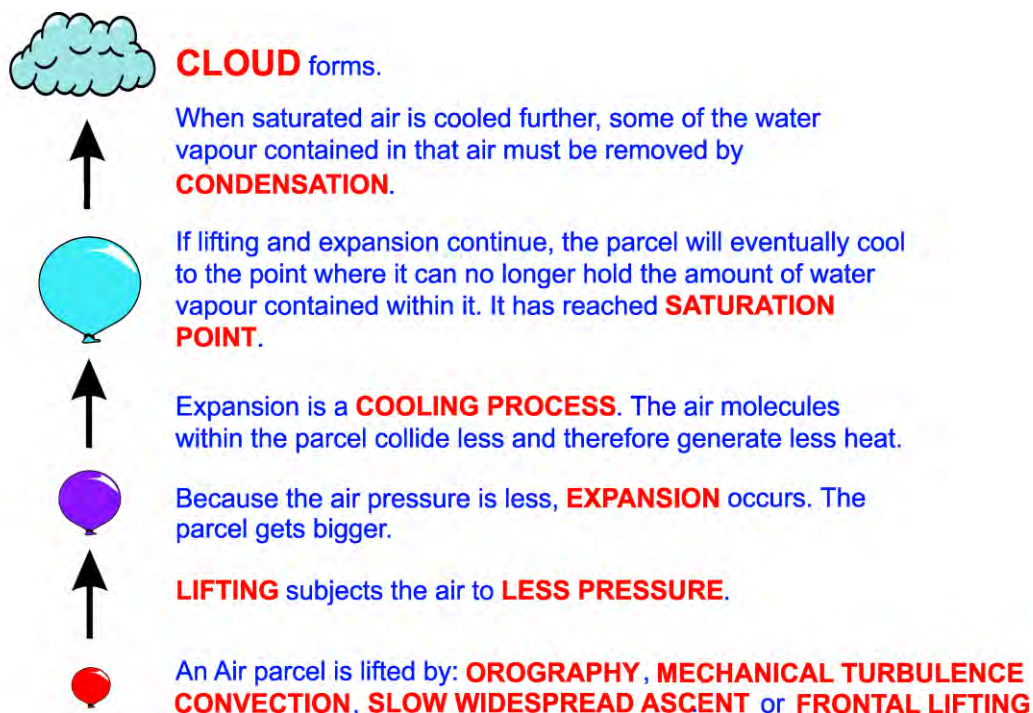 CLOUD forms.
When saturated air is cooled further, some of the water
vapour contained in that air must be removed by
CONDENSATION.
If lifting and expansion continue, the parcel will eventually cool
to the point where it can no longer hold the amount of water
vapour contained within it. It has reached SATURATION
POINT.
Expansion is a COOLING PROCESS. The air molecules
within the parcel collide less and therefore generate less heat.
Because the air pressure is less, EXPANSION occurs. The
parcel gets bigger.
LIFTING subjects the air to LESS PRESSURE.
An Air parcel is lifted by: OROGRAPHY, MECHANICAL TURBULENCE
CONVECTION, SLOW WIDESPREAD ASCENT or FRONTAL LIFTING